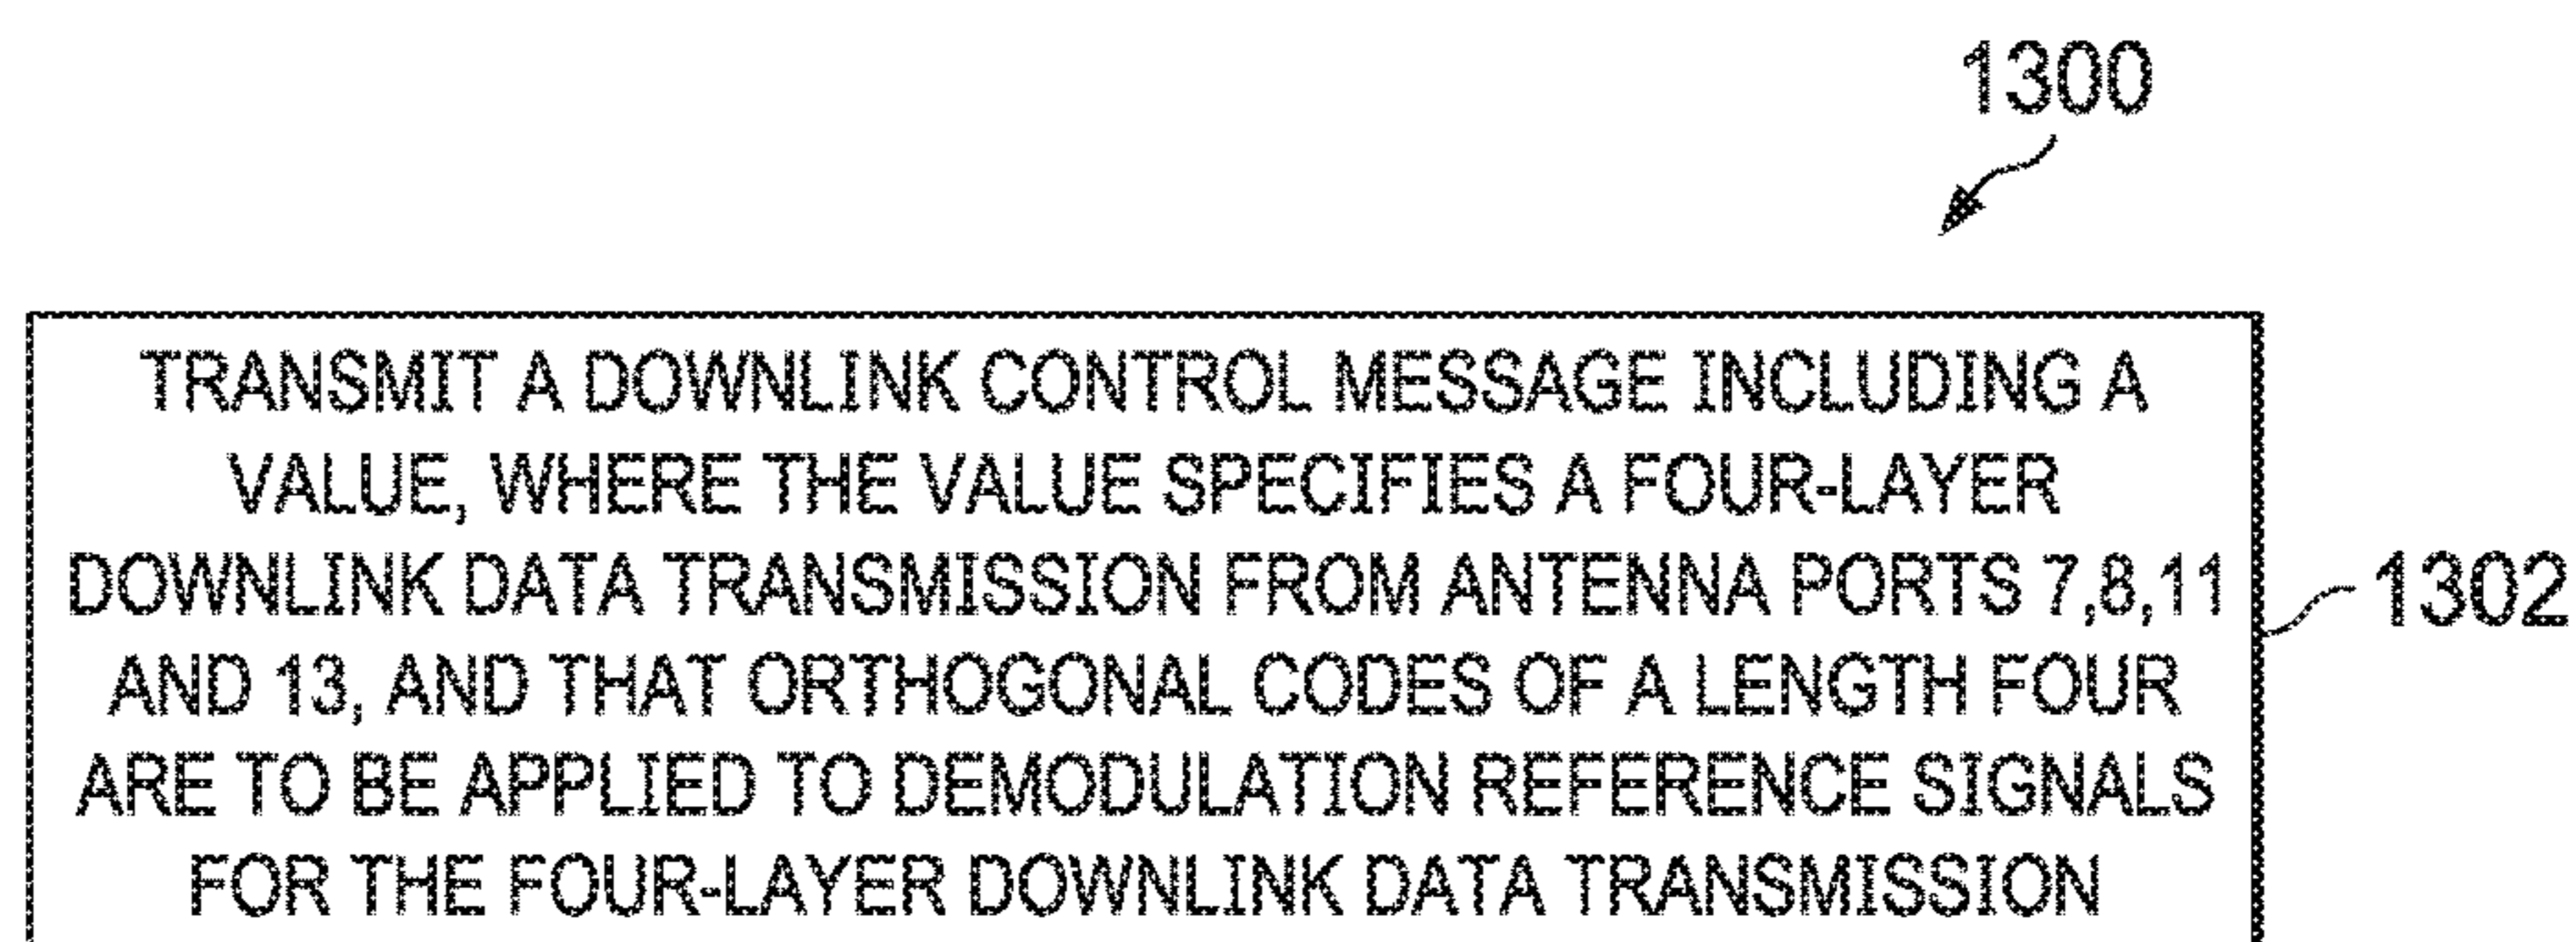 1300
TRANSMIT A DOWNLINK CONTROL MESSAGE INCLUDING A
VALUE, WHERE THE VALUE SPECIFIES A FOUR-LAYER
DOWNLINK DATA TRANSMISSION FROM ANTENNA PORTS 7,8,11
1302
AND 13, AND THAT ORTHOGONAL CODES OF A LENGTH FOUR
ARE TO BE APPLIED TO DEMODULATION REFERENCE SIGNALS
FOR THE FOUR-LAYER DOWNLINK DATA TRANSMISSION